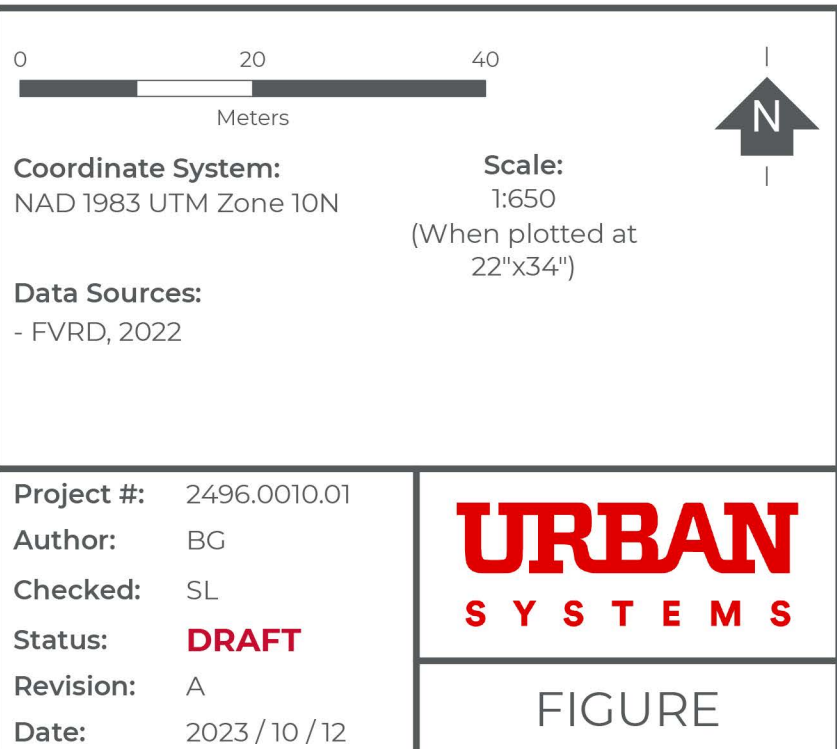 0 20 40
Meters
N
Coordinate System:
NAD 1983 UTM Zone 10N
Scale:
1:650
(When plotted at
22"x34")
Data Sources:
- FVRD, 2022
Project #: 2496.0010.01
Author: BG
Checked: SL
Status: DRAFT
Revision: A
Date: 2023 / 10 / 12
URBAN
SYSTEMS
FIGURE